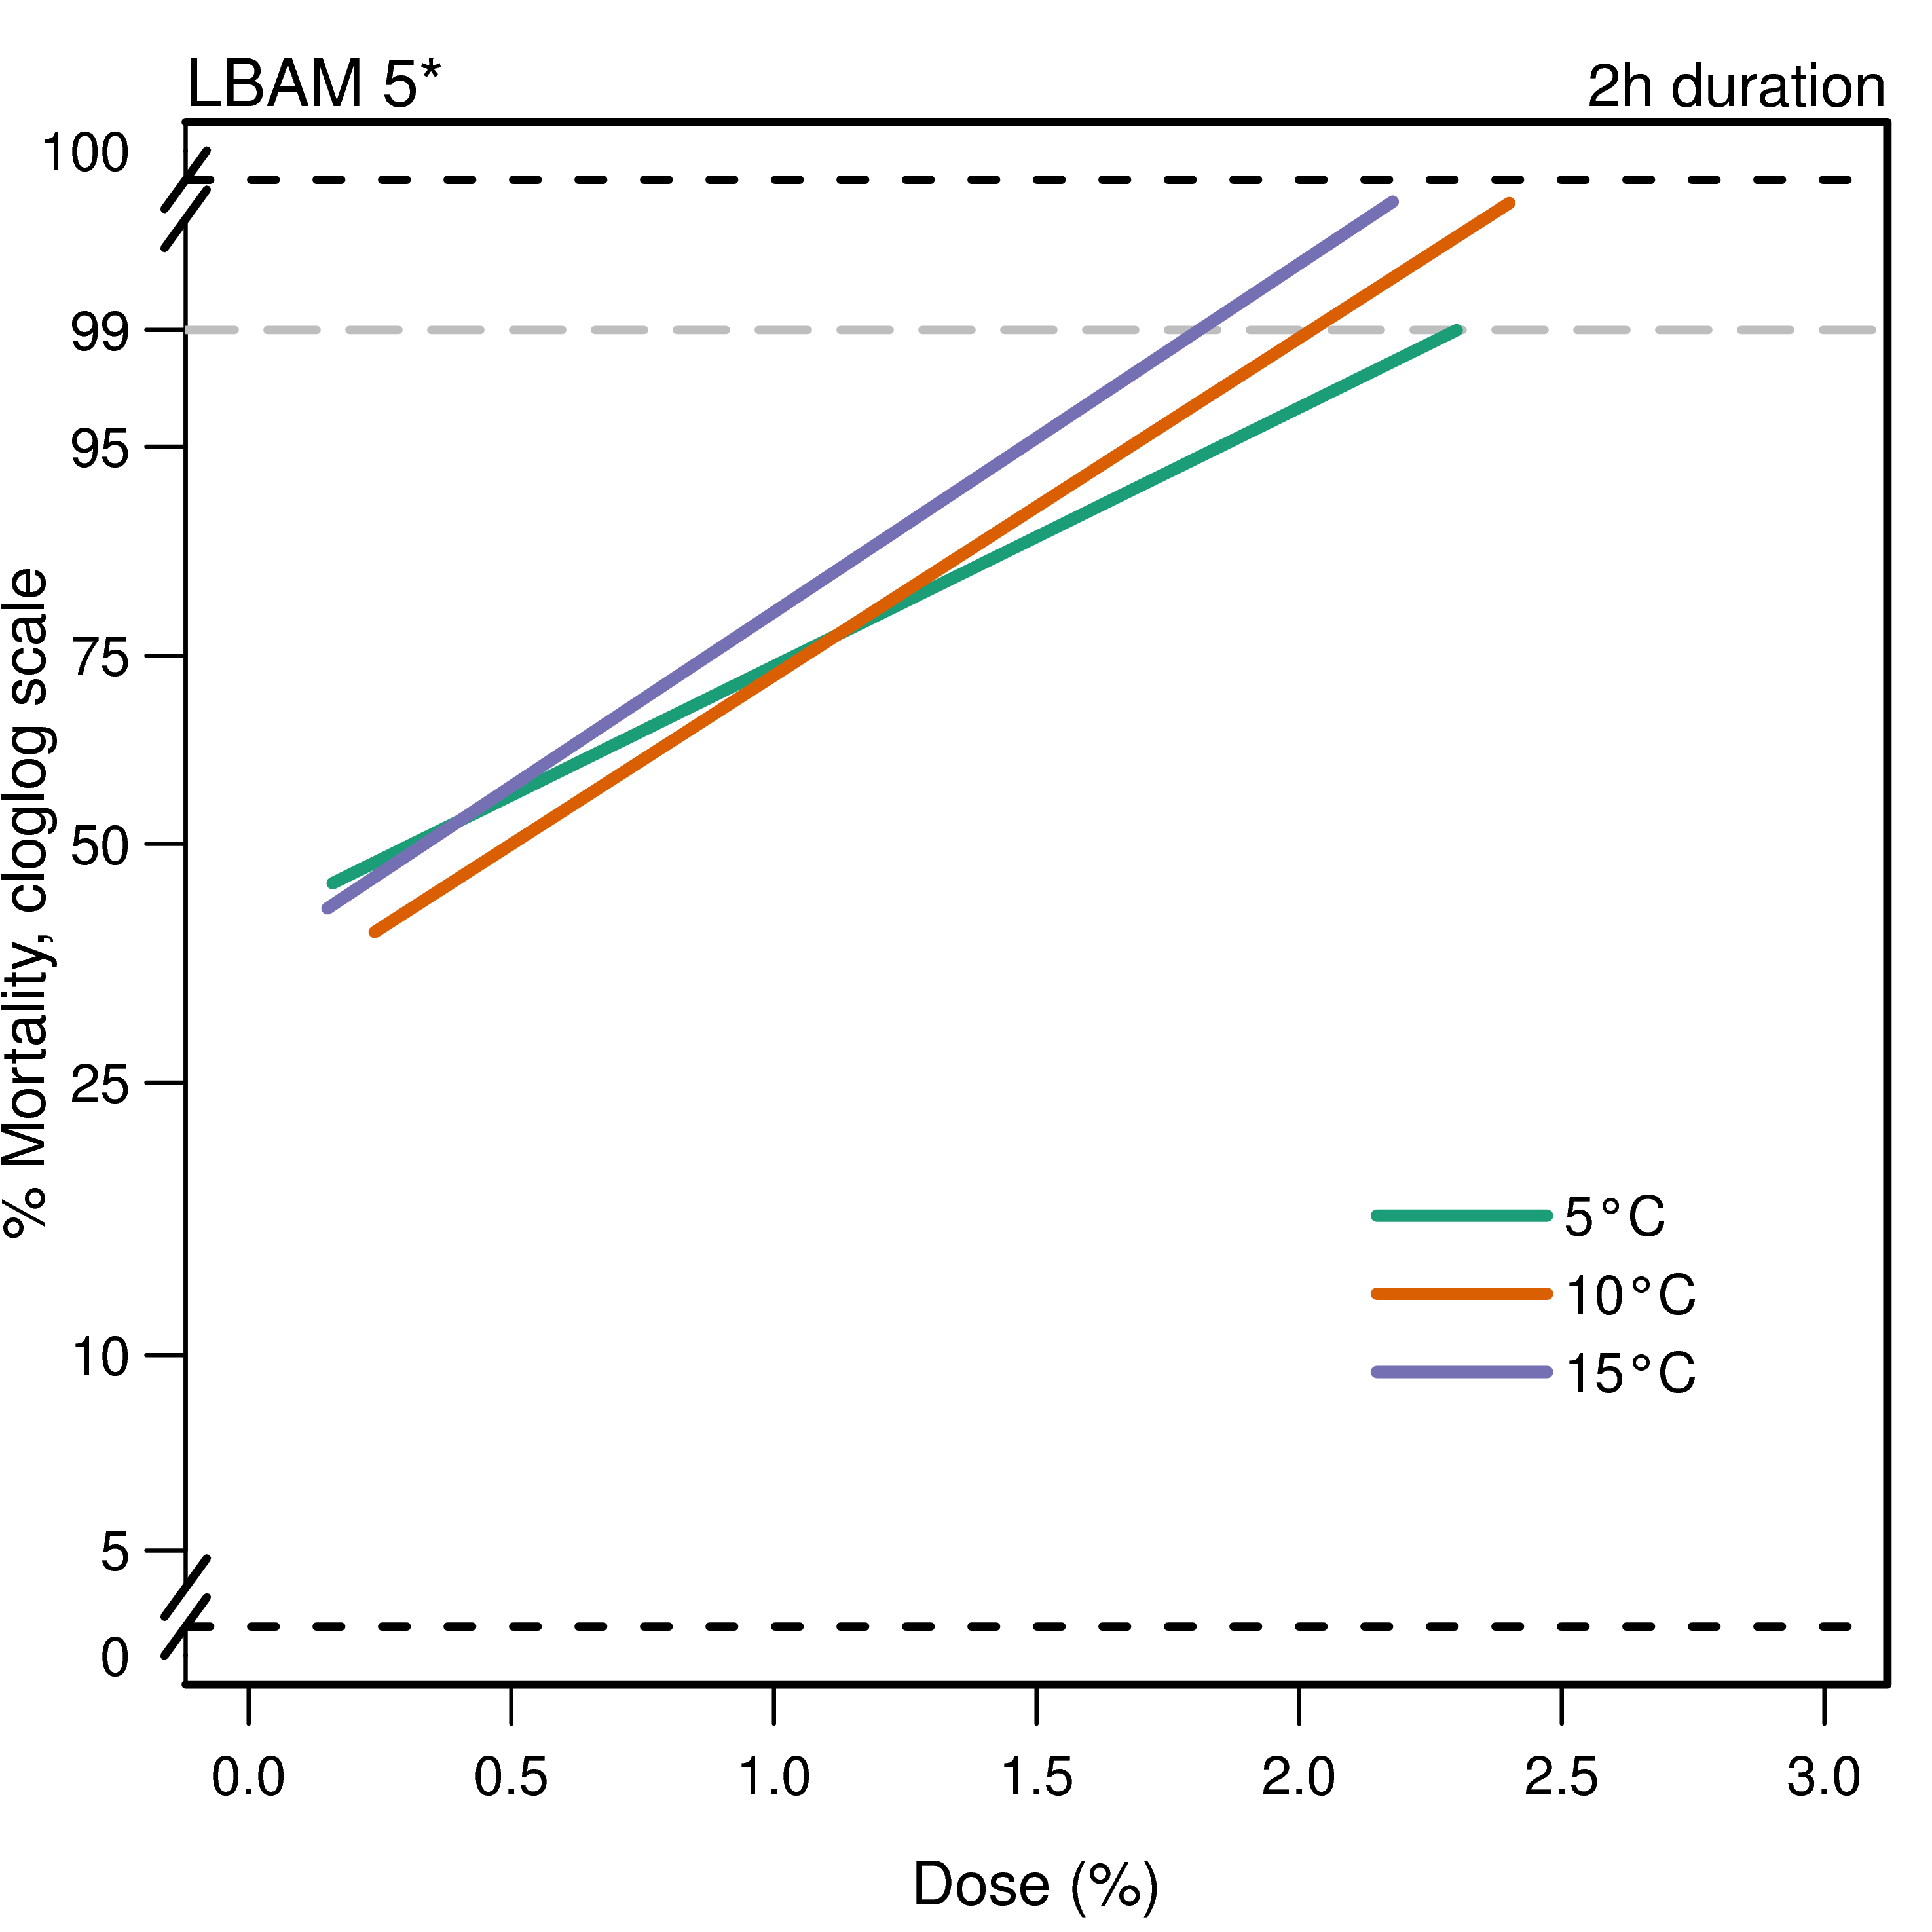 LBAM 5*
2h duration
100
99
95
75
50
25
10
5
0
% Mortality, cloglog scale
5°C
10°C
15°C
0.0 0.5 1.0 1.5 2.0 2.5 3.0
Dose (%)